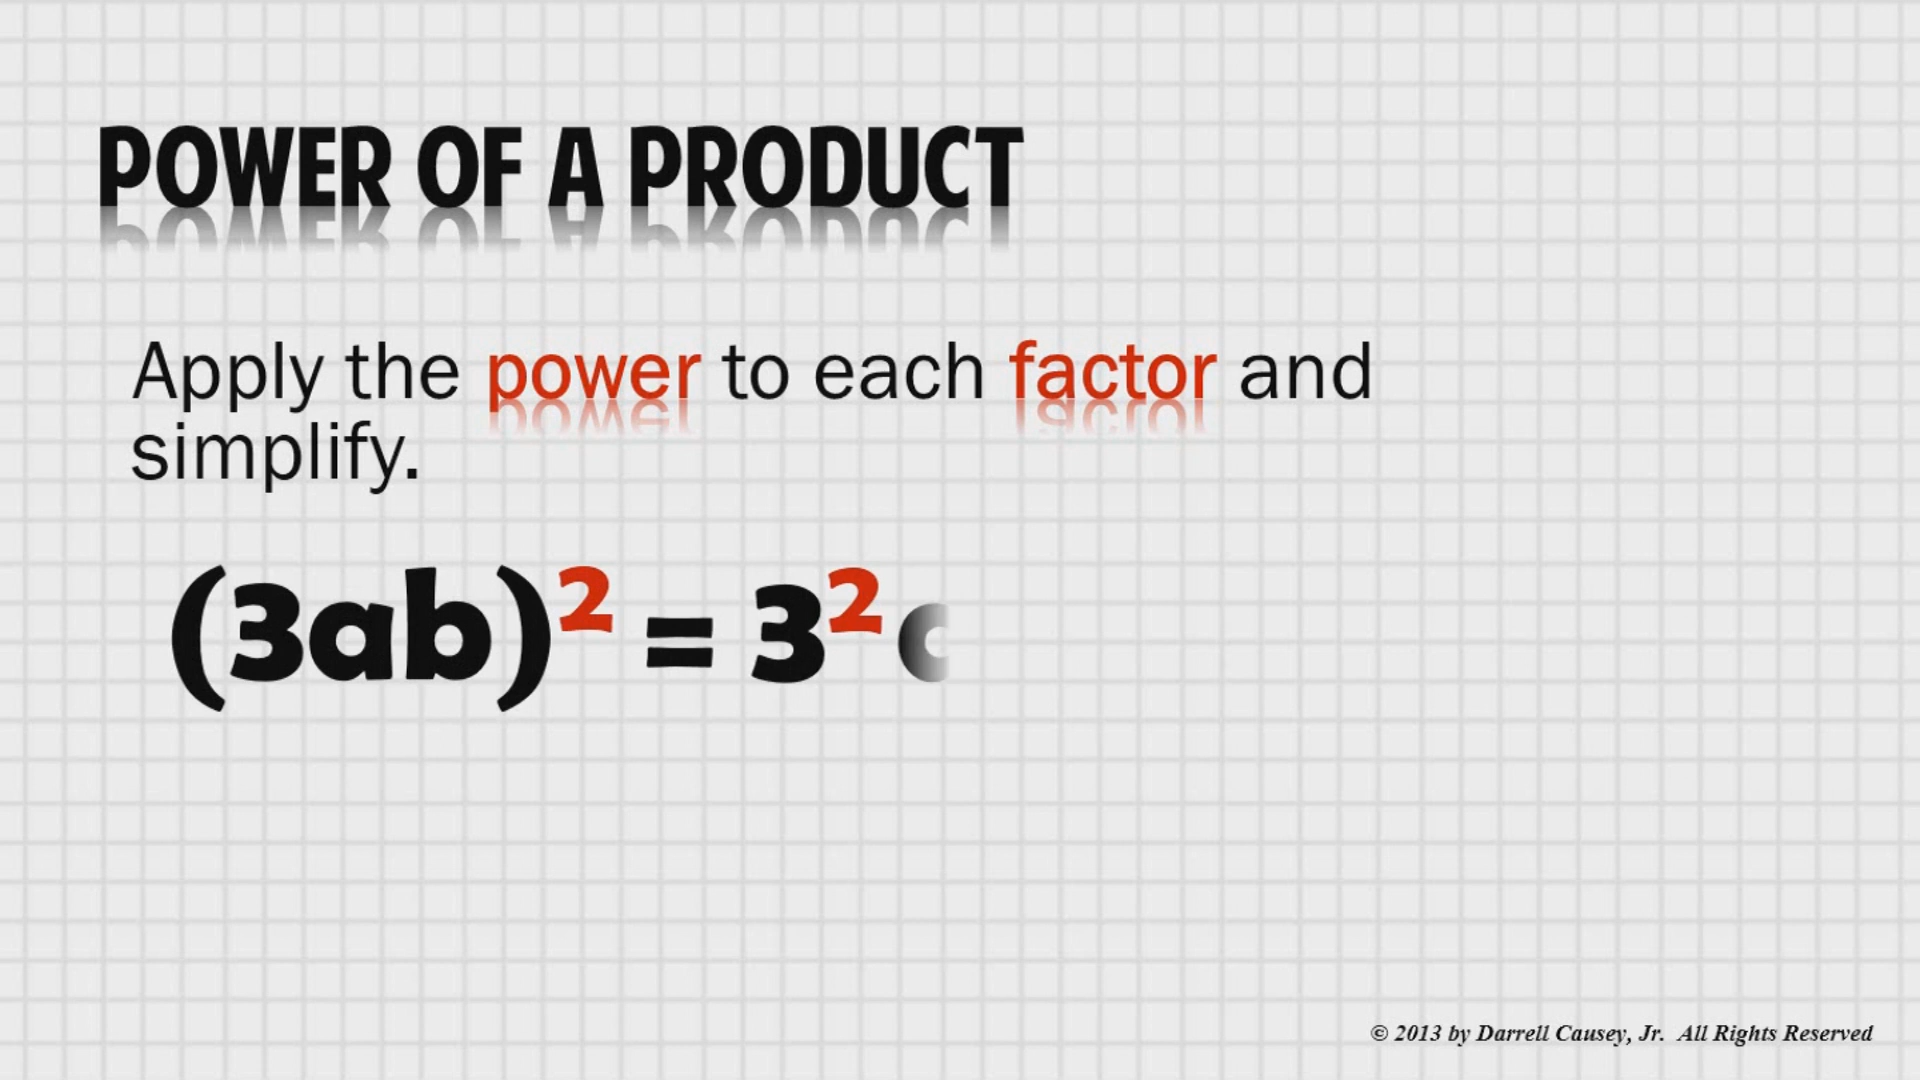 POWER OF A PRODUCT
Apply the power to each factor and
simplify.
(3ab)² = 3²
© 2013 by Darrell Causey, Jr. All Rights Reserved